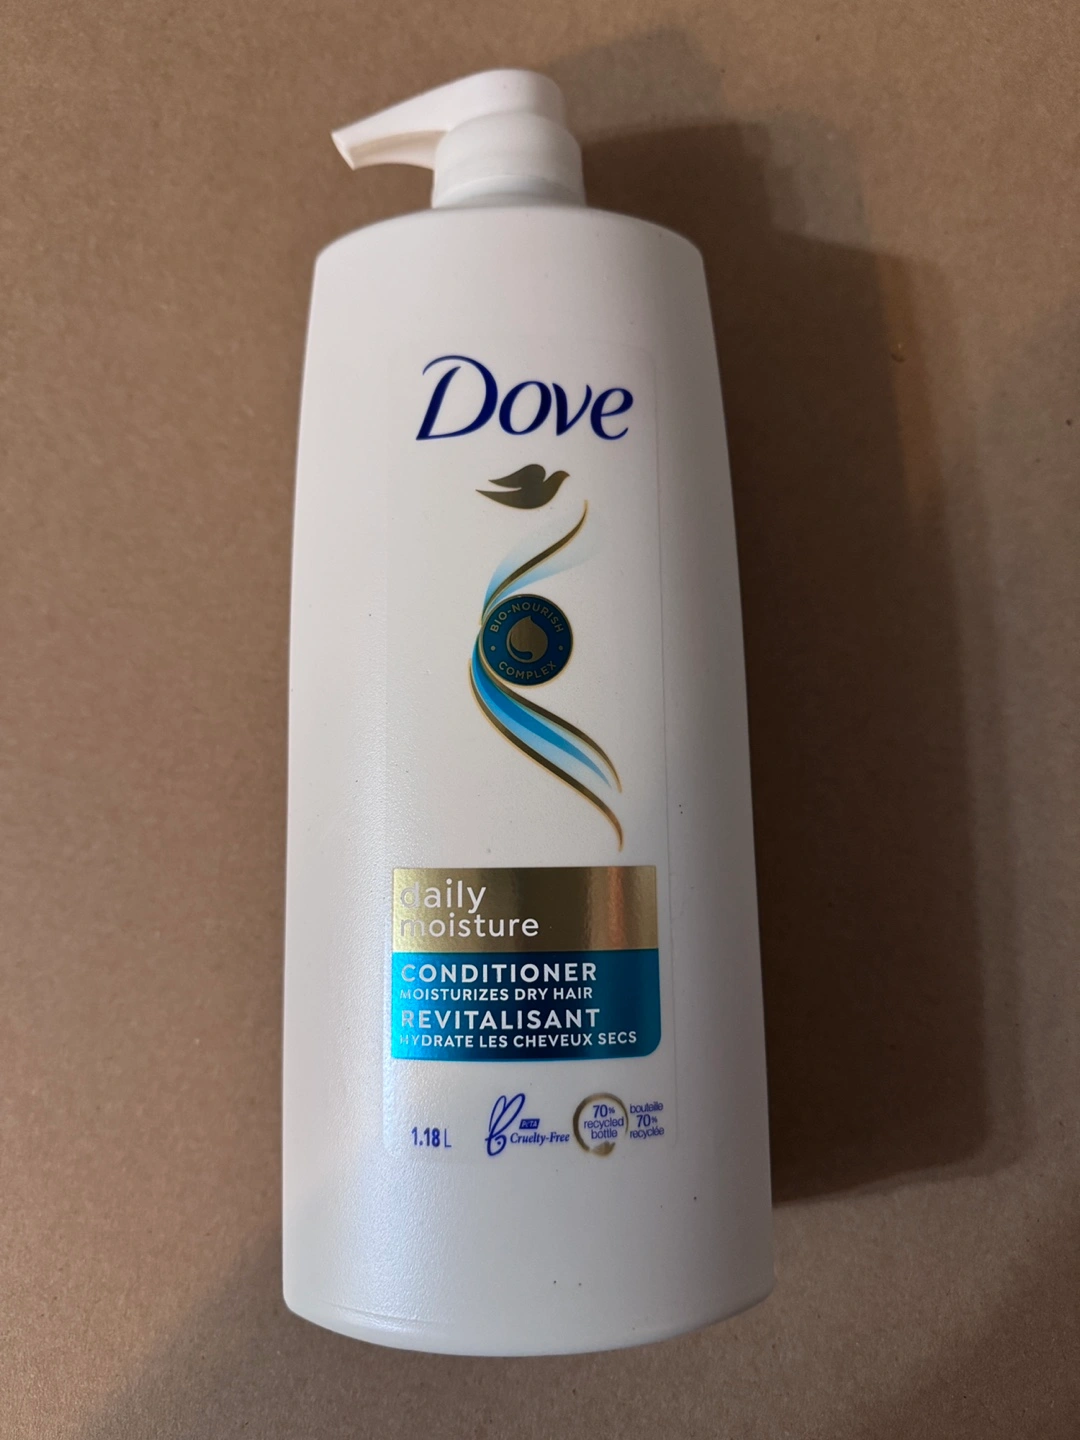 Dove
BIO-NOURISH
COMPLEX
daily
moisture
CONDITIONER
MOISTURIZES DRY HAIR
REVITALISANT
HYDRATE LES CHEVEUX SECS
1.18 L
PETA
Cruelty-Free
70%
recycled
bottle
bouteille
70%
recyclée